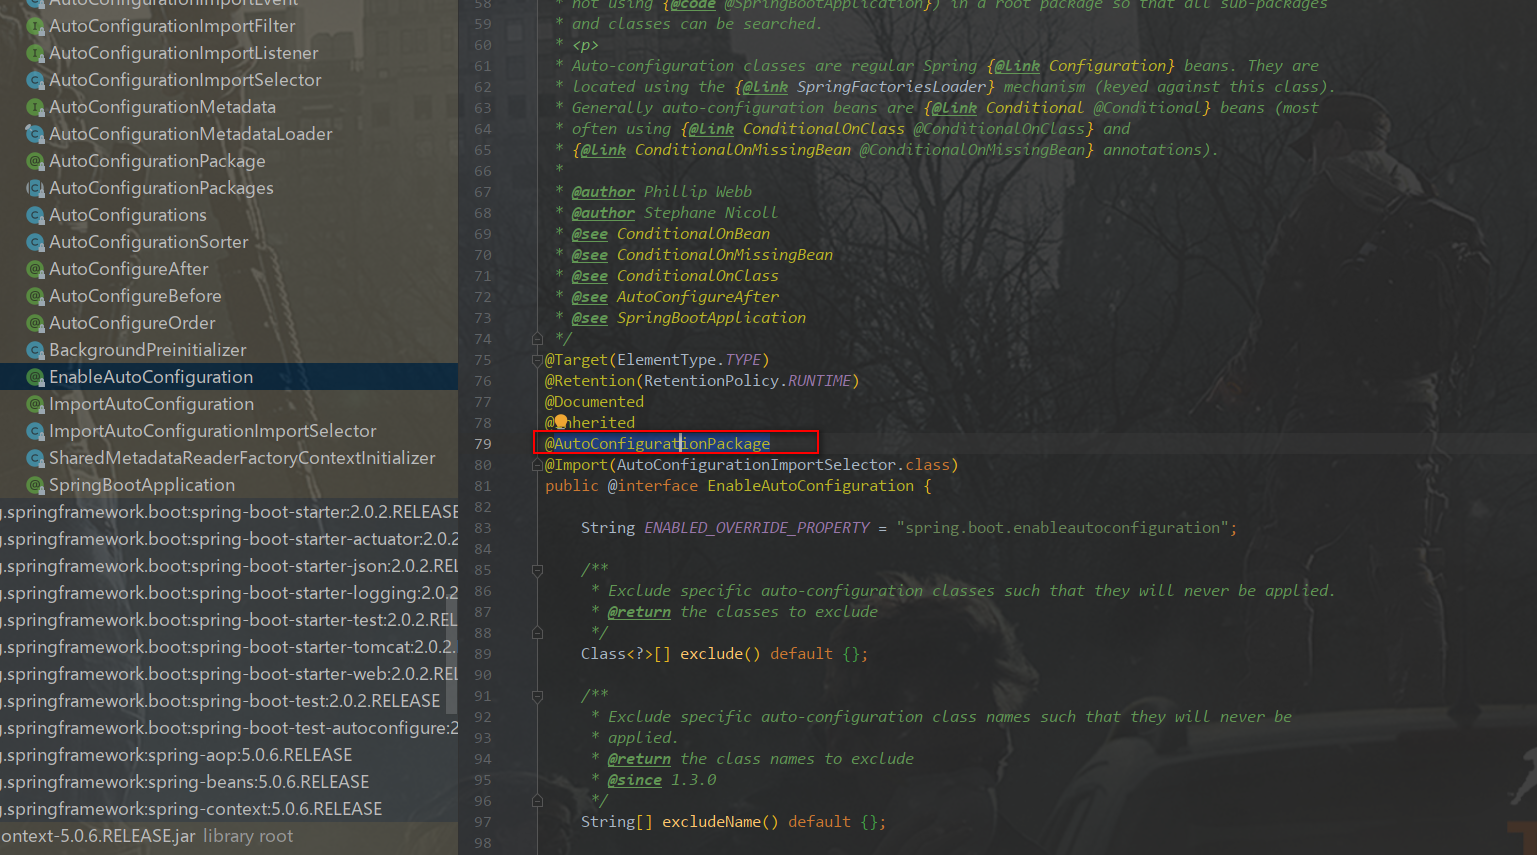 AutoConfigurationImportEvent
AutoConfigurationImportFilter
AutoConfigurationImportListener
AutoConfigurationImportSelector
AutoConfigurationMetadata
AutoConfigurationMetadataLoader
AutoConfigurationPackage
AutoConfigurationPackages
AutoConfigurations
AutoConfigurationSorter
AutoConfigureAfter
AutoConfigureBefore
AutoConfigureOrder
BackgroundPreinitializer
EnableAutoConfiguration
ImportAutoConfiguration
ImportAutoConfigurationImportSelector
SharedMetadataReaderFactoryContextInitializer
SpringBootApplication
g.springframework.boot:spring-boot-starter:2.0.2.RELEASE
g.springframework.boot:spring-boot-starter-actuator:2.0.2
g.springframework.boot:spring-boot-starter-json:2.0.2.REL
g.springframework.boot:spring-boot-starter-logging:2.0.2
g.springframework.boot:spring-boot-starter-test:2.0.2.REL
g.springframework.boot:spring-boot-starter-tomcat:2.0.2.
g.springframework.boot:spring-boot-starter-web:2.0.2.REL
g.springframework.boot:spring-boot-test:2.0.2.RELEASE
g.springframework.boot:spring-boot-test-autoconfigure:2
g.springframework:spring-aop:5.0.6.RELEASE
g.springframework:spring-beans:5.0.6.RELEASE
g.springframework:spring-context:5.0.6.RELEASE
ontext-5.0.6.RELEASE.jar library root
58 * not using {@code @SpringBootApplication}) in a root package so that all sub-packages
59 * and classes can be searched.
60 * <p>
61 * Auto-configuration classes are regular Spring {@link Configuration} beans. They are
62 * located using the {@link SpringFactoriesLoader} mechanism (keyed against this class).
63 * Generally auto-configuration beans are {@link Conditional @Conditional} beans (most
64 * often using {@link ConditionalOnClass @ConditionalOnClass} and
65 * {@link ConditionalOnMissingBean @ConditionalOnMissingBean} annotations).
66 *
67 * @author Phillip Webb
68 * @author Stephane Nicoll
69 * @see ConditionalOnBean
70 * @see ConditionalOnMissingBean
71 * @see ConditionalOnClass
72 * @see AutoConfigureAfter
73 * @see SpringBootApplication
74 */
75 @Target(ElementType.TYPE)
76 @Retention(RetentionPolicy.RUNTIME)
77 @Documented
78 @Inherited
79 @AutoConfigurationPackage
80 @Import(AutoConfigurationImportSelector.class)
81 public @interface EnableAutoConfiguration {
82
83 String ENABLED_OVERRIDE_PROPERTY = "spring.boot.enableautoconfiguration";
84
85 /**
86 * Exclude specific auto-configuration classes such that they will never be applied.
87 * @return the classes to exclude
88 */
89 Class<?>[] exclude() default {};
90
91 /**
92 * Exclude specific auto-configuration class names such that they will never be
93 * applied.
94 * @return the class names to exclude
95 * @since 1.3.0
96 */
97 String[] excludeName() default {};
98